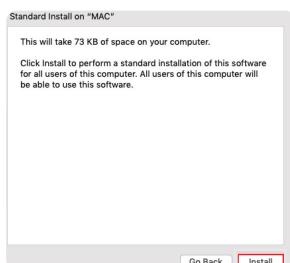 Standard Install on "MAC"
This will take 73 KB of space on your computer.
Click Install to perform a standard installation of this software
for all users of this computer. All users of this computer will
be able to use this software.
Go Back
Install